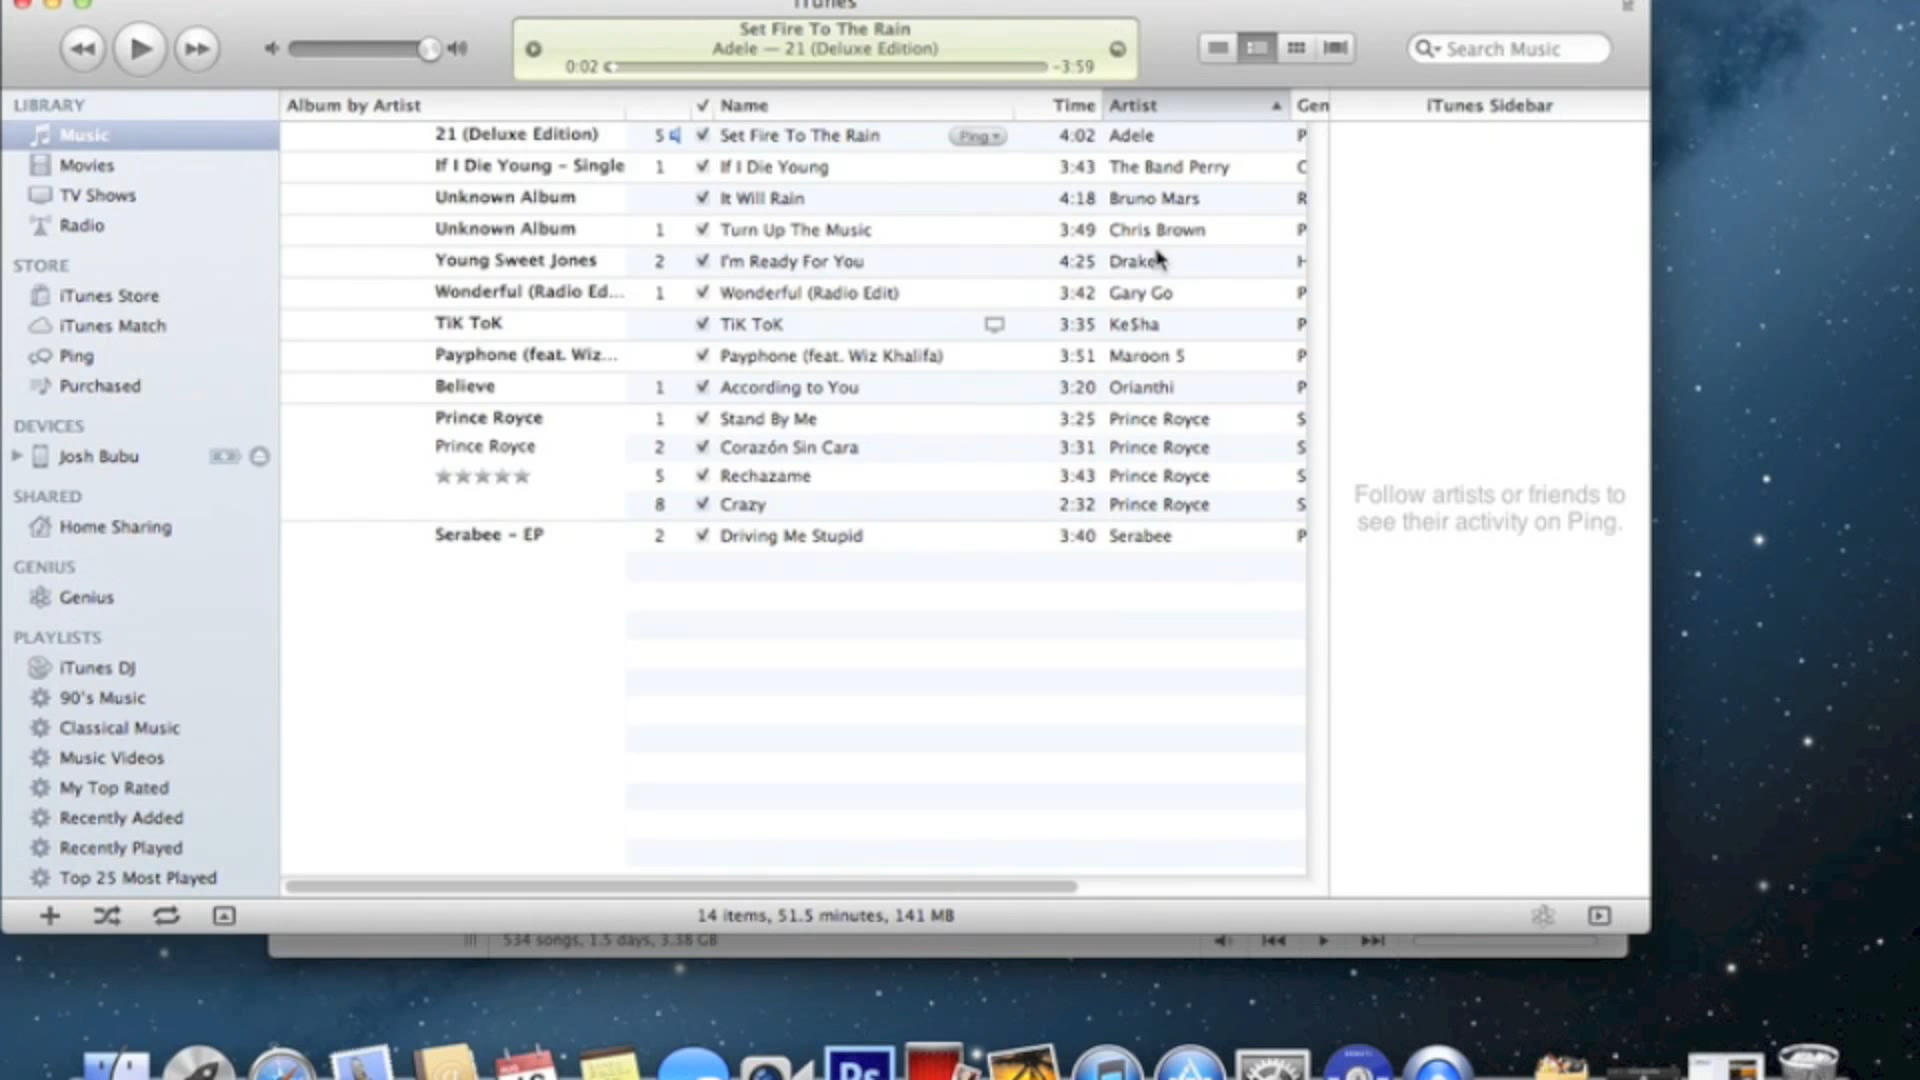 iTunes
Set Fire To The Rain
Adele — 21 (Deluxe Edition)
0:02 -3:59
Search Music
LIBRARY
Music
Movies
TV Shows
Radio
STORE
iTunes Store
iTunes Match
Ping
Purchased
DEVICES
Josh Bubu
SHARED
Home Sharing
GENIUS
Genius
PLAYLISTS
iTunes DJ
90's Music
Classical Music
Music Videos
My Top Rated
Recently Added
Recently Played
Top 25 Most Played
Album by Artist Name Time Artist Gen
21 (Deluxe Edition) 5 Set Fire To The Rain Ping 4:02 Adele P
If I Die Young – Single 1 If I Die Young 3:43 The Band Perry C
Unknown Album It Will Rain 4:18 Bruno Mars R
Unknown Album 1 Turn Up The Music 3:49 Chris Brown P
Young Sweet Jones 2 I'm Ready For You 4:25 Drake H
Wonderful (Radio Ed... 1 Wonderful (Radio Edit) 3:42 Gary Go P
TiK ToK TiK ToK 3:35 Ke$ha P
Payphone (feat. Wiz... Payphone (feat. Wiz Khalifa) 3:51 Maroon 5 P
Believe 1 According to You 3:20 Orianthi P
Prince Royce 1 Stand By Me 3:25 Prince Royce S
Prince Royce 2 Corazón Sin Cara 3:31 Prince Royce S
5 Rechazame 3:43 Prince Royce S
8 Crazy 2:32 Prince Royce S
Serabee – EP 2 Driving Me Stupid 3:40 Serabee P
iTunes Sidebar
Follow artists or friends to
see their activity on Ping.
14 items, 51.5 minutes, 141 MB
534 songs, 1.5 days, 3.38 GB
Ps